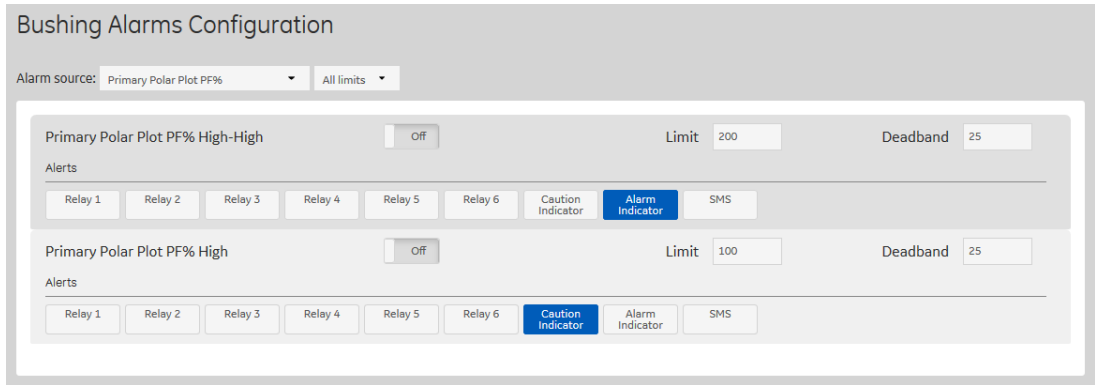 Bushing Alarms Configuration
Alarm source: Primary Polar Plot PF% All limits
Primary Polar Plot PF% High-High Off Limit 200 Deadband 25
Alerts
Relay 1 Relay 2 Relay 3 Relay 4 Relay 5 Relay 6 Caution Indicator Alarm Indicator SMS
Primary Polar Plot PF% High Off Limit 100 Deadband 25
Alerts
Relay 1 Relay 2 Relay 3 Relay 4 Relay 5 Relay 6 Caution Indicator Alarm Indicator SMS